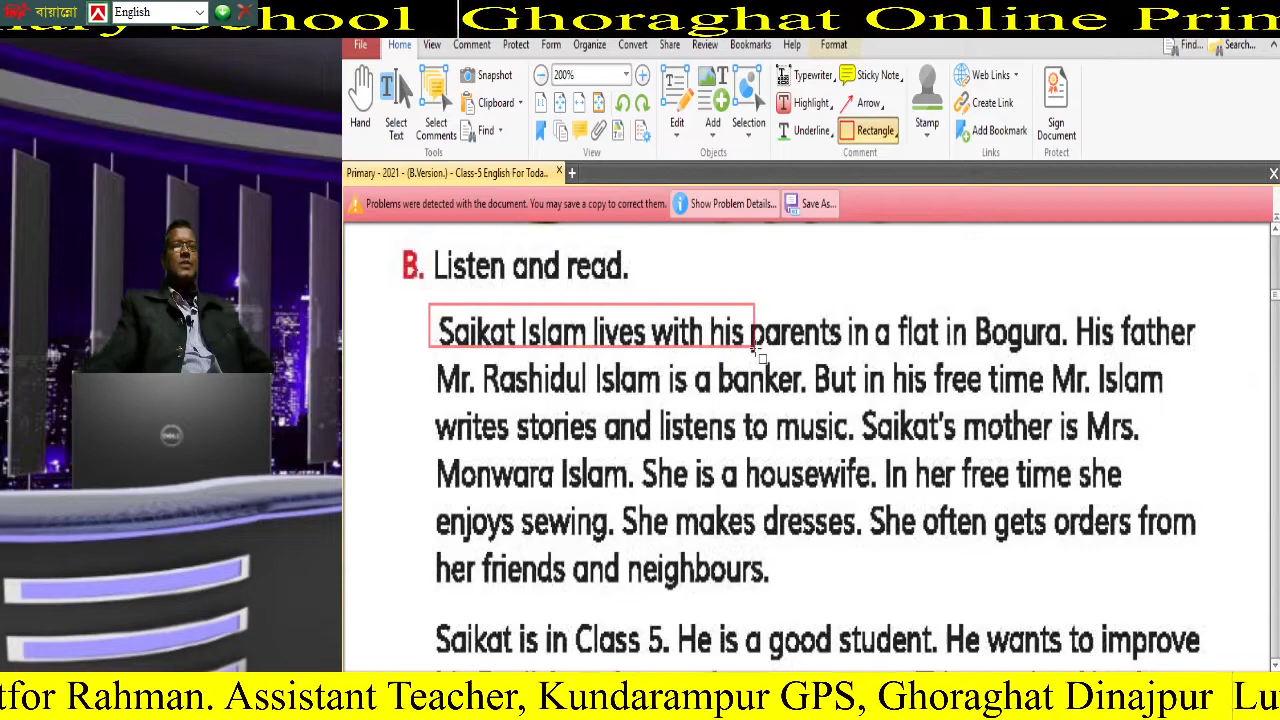 mary School Ghoraghat Online Prim
বায়ান্নো English
File Home View Comment Protect Form Organize Convert Share Review Bookmarks Help Format Find... Search...
Hand Select Text Select Comments Snapshot Clipboard Find 200% Edit Add Selection Typewriter Sticky Note Highlight Arrow Underline Rectangle Stamp Web Links Create Link Add Bookmark Sign Document
Tools View Objects Comment Links Protect
Primary - 2021 - (B.Version.) - Class-5 English For Toda..
Problems were detected with the document. You may save a copy to correct them. Show Problem Details... Save As...
B. Listen and read.
Saikat Islam lives with his parents in a flat in Bogura. His father
Mr. Rashidul Islam is a banker. But in his free time Mr. Islam
writes stories and listens to music. Saikat's mother is Mrs.
Monwara Islam. She is a housewife. In her free time she
enjoys sewing. She makes dresses. She often gets orders from
her friends and neighbours.
Saikat is in Class 5. He is a good student. He wants to improve
DELL
tfor Rahman. Assistant Teacher, Kundarampur GPS, Ghoraghat Dinajpur Lu